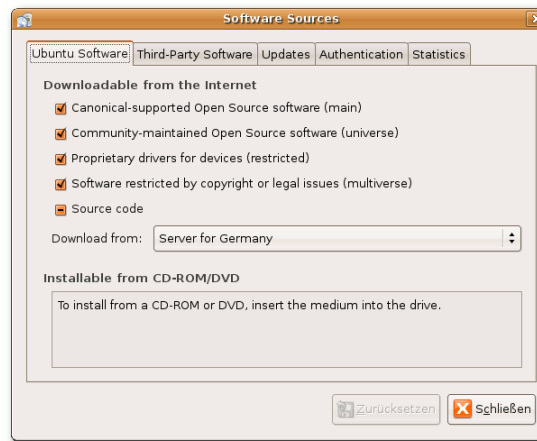 Software Sources
Ubuntu Software Third-Party Software Updates Authentication Statistics
Downloadable from the Internet
Canonical-supported Open Source software (main)
Community-maintained Open Source software (universe)
Proprietary drivers for devices (restricted)
Software restricted by copyright or legal issues (multiverse)
Source code
Download from: Server for Germany
Installable from CD-ROM/DVD
To install from a CD-ROM or DVD, insert the medium into the drive.
Zurücksetzen Schließen